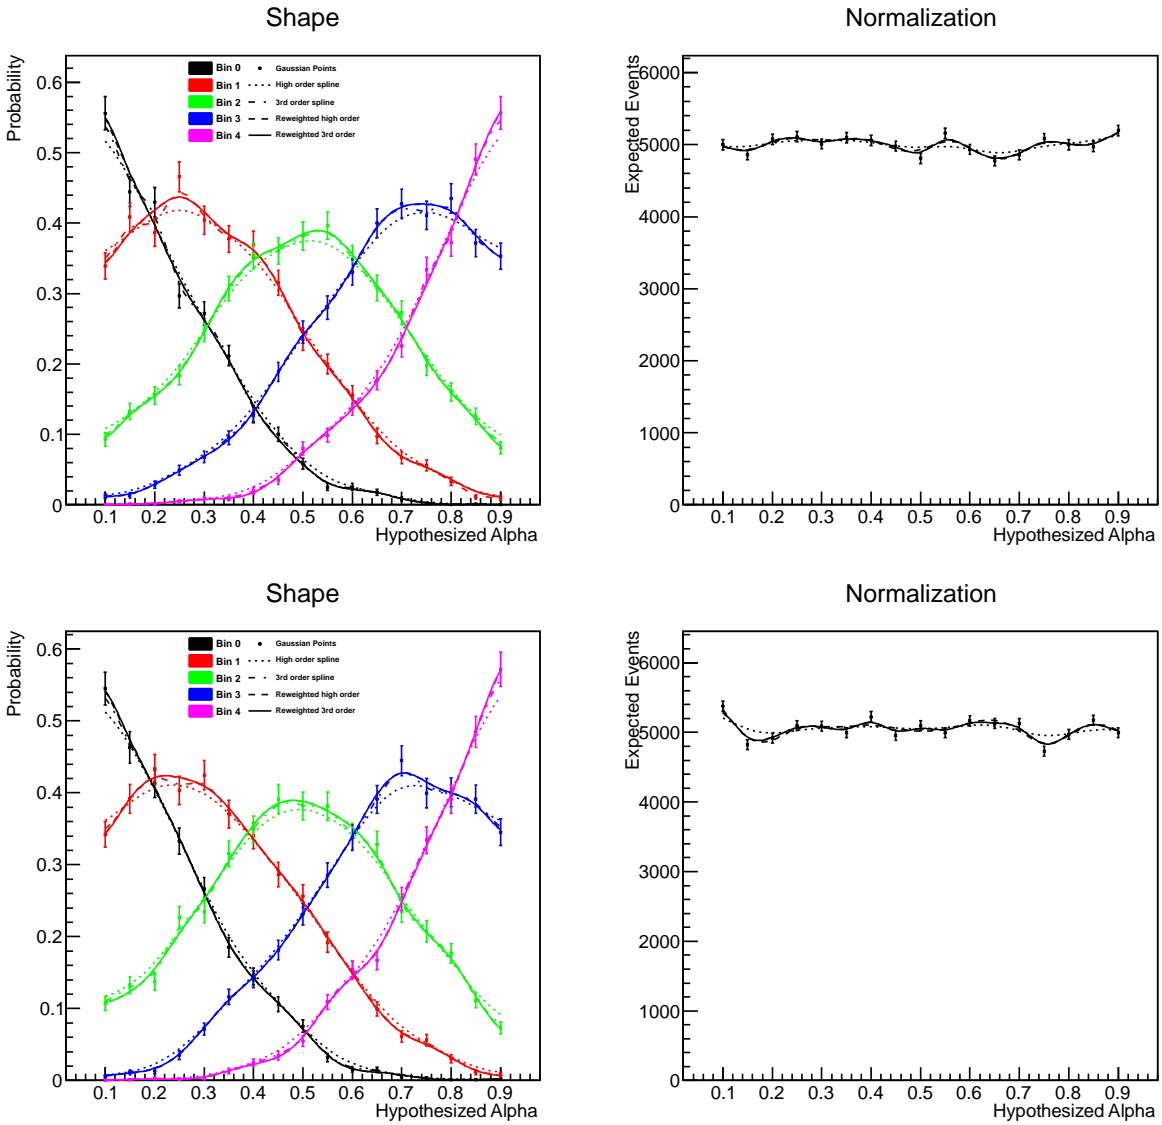 Shape
Probability
0.6
0.5
0.4
0.3
0.2
0.1
0
Bin 0 Gaussian Points
Bin 1 High order spline
Bin 2 3rd order spline
Bin 3 Reweighted high order
Bin 4 Reweighted 3rd order
0.1 0.2 0.3 0.4 0.5 0.6 0.7 0.8 0.9
Hypothesized Alpha
Normalization
Expected Events
6000
5000
4000
3000
2000
1000
0
0.1 0.2 0.3 0.4 0.5 0.6 0.7 0.8 0.9
Hypothesized Alpha
Shape
Probability
0.6
0.5
0.4
0.3
0.2
0.1
0
Bin 0 Gaussian Points
Bin 1 High order spline
Bin 2 3rd order spline
Bin 3 Reweighted high order
Bin 4 Reweighted 3rd order
0.1 0.2 0.3 0.4 0.5 0.6 0.7 0.8 0.9
Hypothesized Alpha
Normalization
Expected Events
6000
5000
4000
3000
2000
1000
0
0.1 0.2 0.3 0.4 0.5 0.6 0.7 0.8 0.9
Hypothesized Alpha